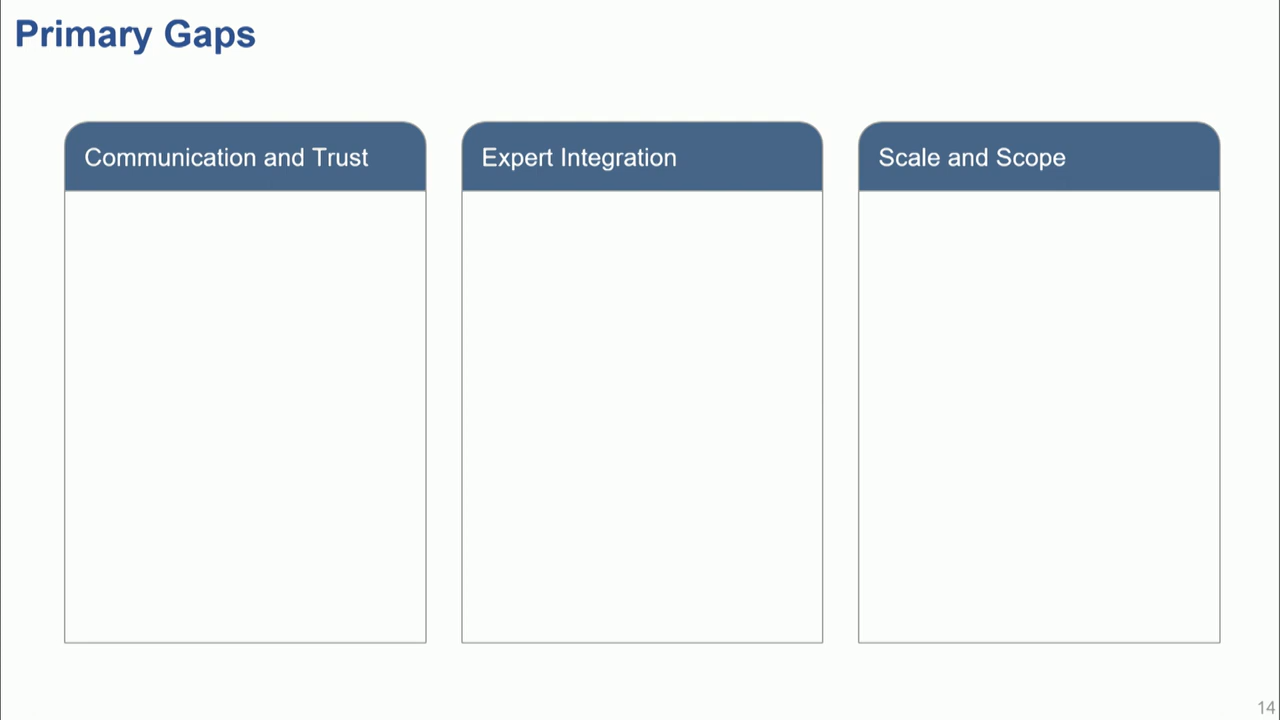 Primary Gaps
Communication and Trust
Expert Integration
Scale and Scope
14